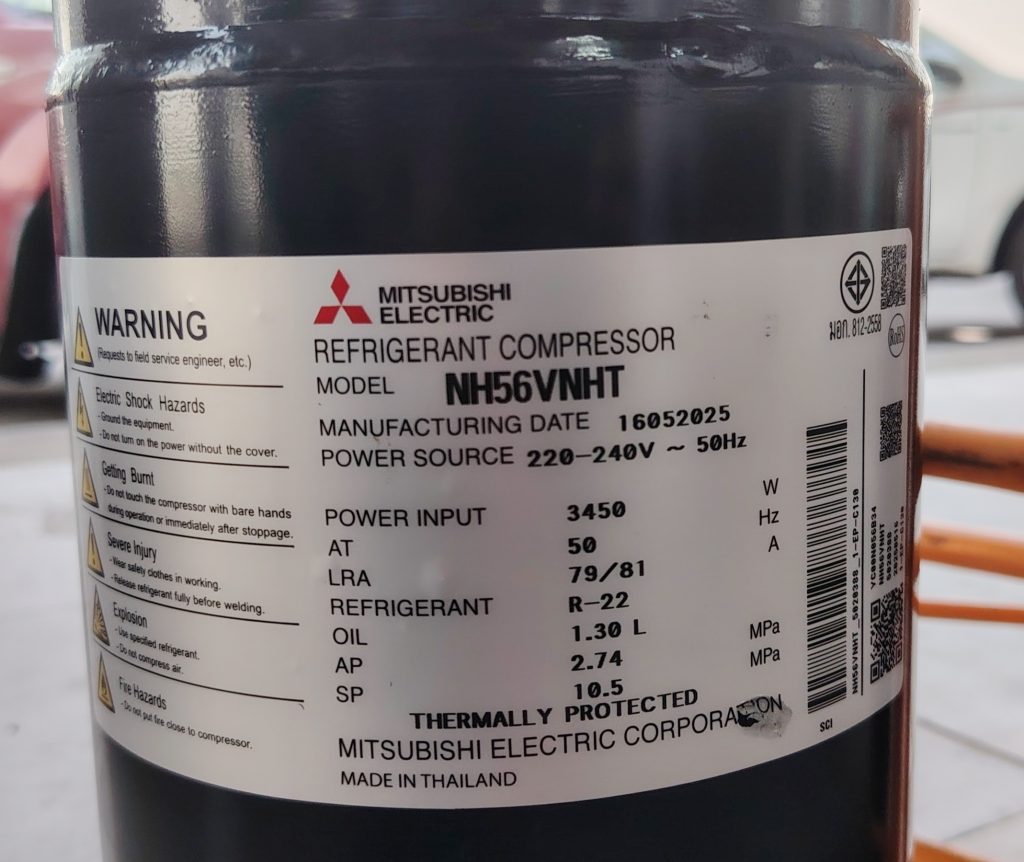 WARNING
(Requests to field service engineer, etc.)
Electric Shock Hazards
- Ground the equipment.
- Do not turn on the power without the cover.
Getting Burnt
- Do not touch the compressor with bare hands
during operation or immediately after stoppage.
Severe Injury
- Wear safety clothes in working.
- Release refrigerant fully before welding.
Explosion
- Use specified refrigerant.
- Do not compress air.
Fire Hazards
- Do not put fire close to compressor.
MITSUBISHI
ELECTRIC
REFRIGERANT COMPRESSOR
MODEL NH56VNHT
MANUFACTURING DATE 16052025
POWER SOURCE 220-240V ~ 50Hz
POWER INPUT 3450 W
AT 50 Hz
LRA 79/81 A
REFRIGERANT R-22
OIL 1.30 L
AP 2.74 MPa
SP 10.5 MPa
THERMALLY PROTECTED
MITSUBISHI ELECTRIC CORPORATION
MADE IN THAILAND
มอก. 812-2558
RoHS
NH56VNHT
SCI